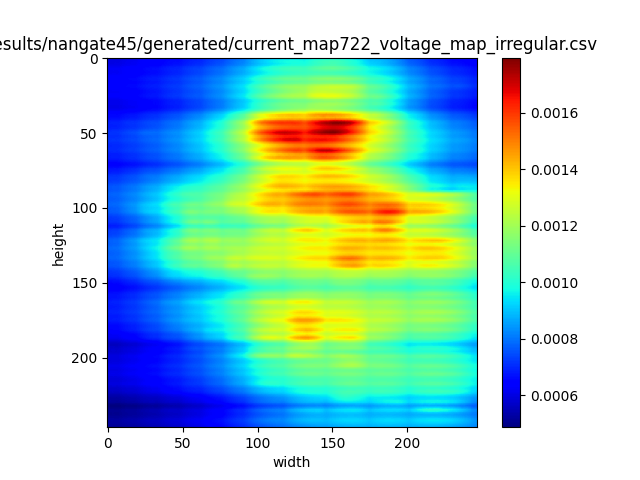 esults/nangate45/generated/current_map722_voltage_map_irregular.csv
0
50
100
150
200
height
0 50 100 150 200
width
0.0016
0.0014
0.0012
0.0010
0.0008
0.0006